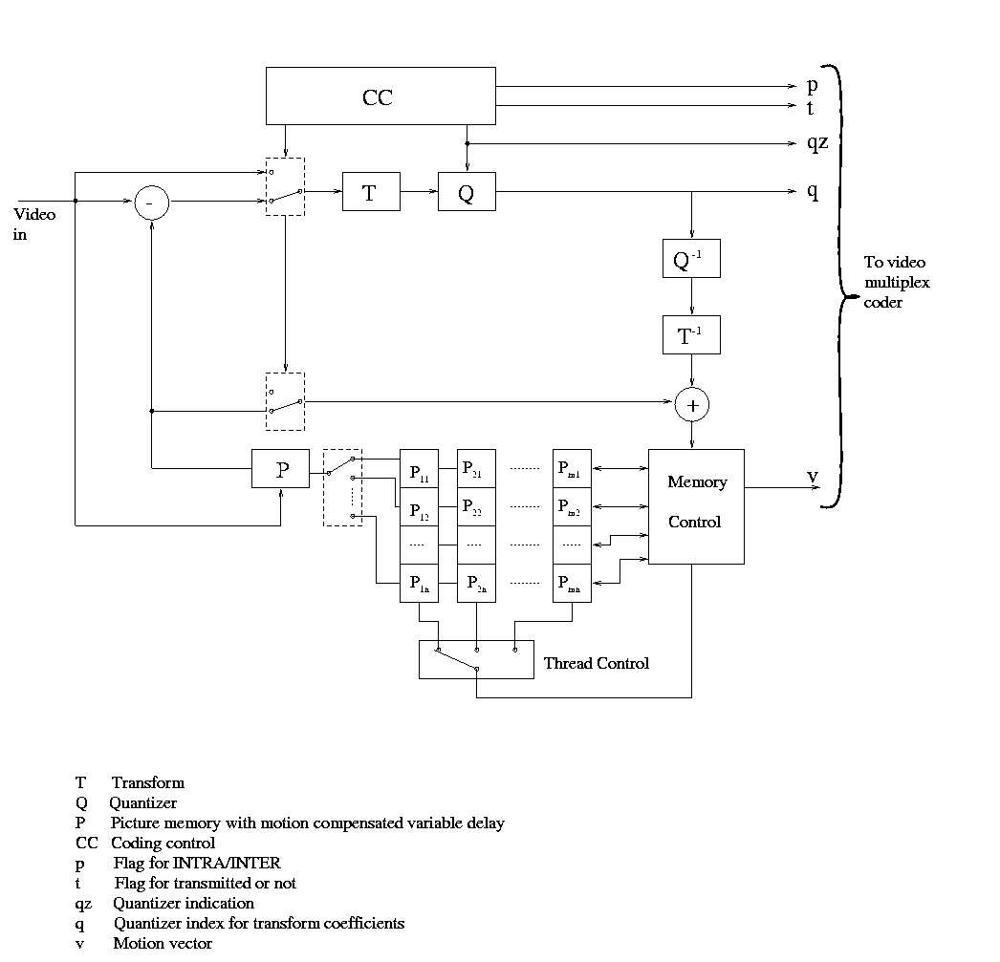 CC
p
t
qz
T
Q
q
-
Video
in
Q-1
To video
multiplex
coder
T-1
+
P
P11 P21 ........ Pm1
Memory
v
P12 P22 Pm2
Control
.... .... ........ ....
P1n P2n ........ Pmn
Thread Control
T Transform
Q Quantizer
P Picture memory with motion compensated variable delay
CC Coding control
p Flag for INTRA/INTER
t Flag for transmitted or not
qz Quantizer indication
q Quantizer index for transform coefficients
v Motion vector